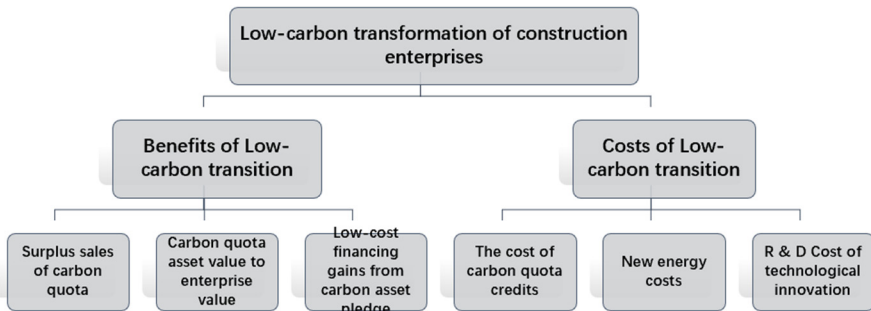 Low-carbon transformation of construction
enterprises
Benefits of Low-
carbon transition
Costs of Low-
carbon transition
Surplus sales
of carbon
quota
Carbon quota
asset value to
enterprise
value
Low-cost
financing
gains from
carbon asset
pledge
The cost of
carbon quota
credits
New energy
costs
R & D Cost of
technological
innovation